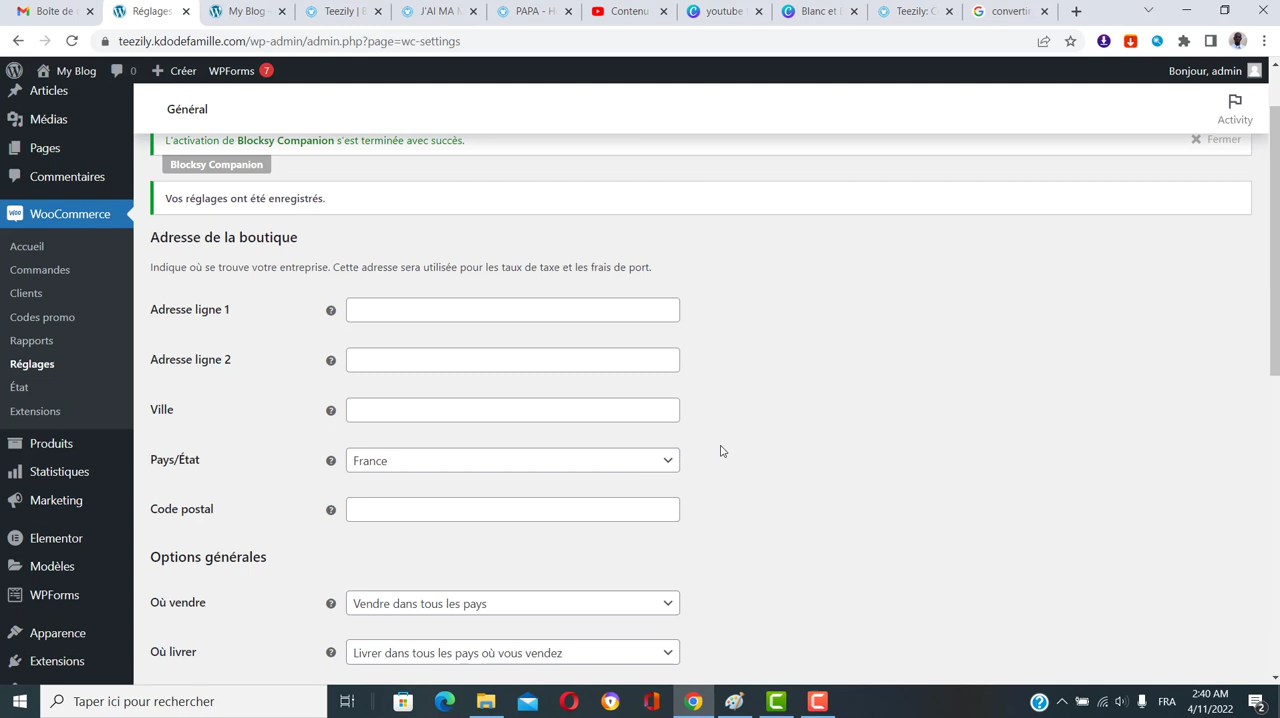 Boîte de r
Réglages
My Blog
Teezily | B
J'AI MA M
PAPA - H
Contenu
youtube t
Blanc et E
Teezily: C
convertir
teezily.kdodefamille.com/wp-admin/admin.php?page=wc-settings
My Blog
0
Créer
WPForms
7
Bonjour, admin
Articles
Médias
Pages
Commentaires
WooCommerce
Accueil
Commandes
Clients
Codes promo
Rapports
Réglages
État
Extensions
Produits
Statistiques
Marketing
Elementor
Modèles
WPForms
Apparence
Extensions
Général
Activity
L'activation de Blocksy Companion s'est terminée avec succès.
Fermer
Blocksy Companion
Vos réglages ont été enregistrés.
Adresse de la boutique
Indique où se trouve votre entreprise. Cette adresse sera utilisée pour les taux de taxe et les frais de port.
Adresse ligne 1
Adresse ligne 2
Ville
Pays/État
France
Code postal
Options générales
Où vendre
Vendre dans tous les pays
Où livrer
Livrer dans tous les pays où vous vendez
Taper ici pour rechercher
FRA
2:40 AM
4/11/2022
2